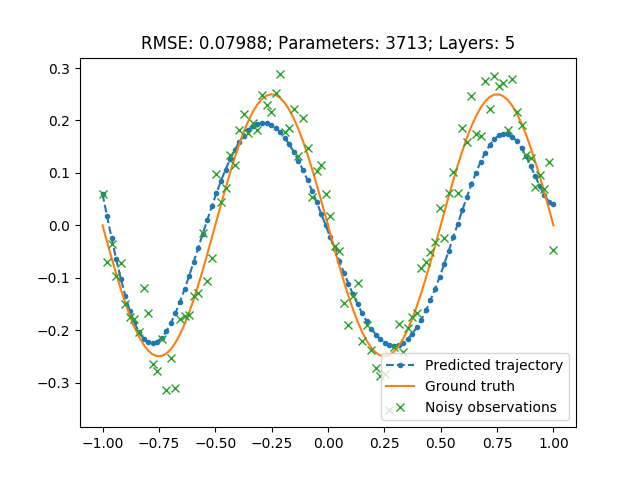 RMSE: 0.07988; Parameters: 3713; Layers: 5
0.3
0.2
0.1
0.0
−0.1
−0.2
−0.3
Predicted trajectory
Ground truth
Noisy observations
−1.00 −0.75 −0.50 −0.25 0.00 0.25 0.50 0.75 1.00